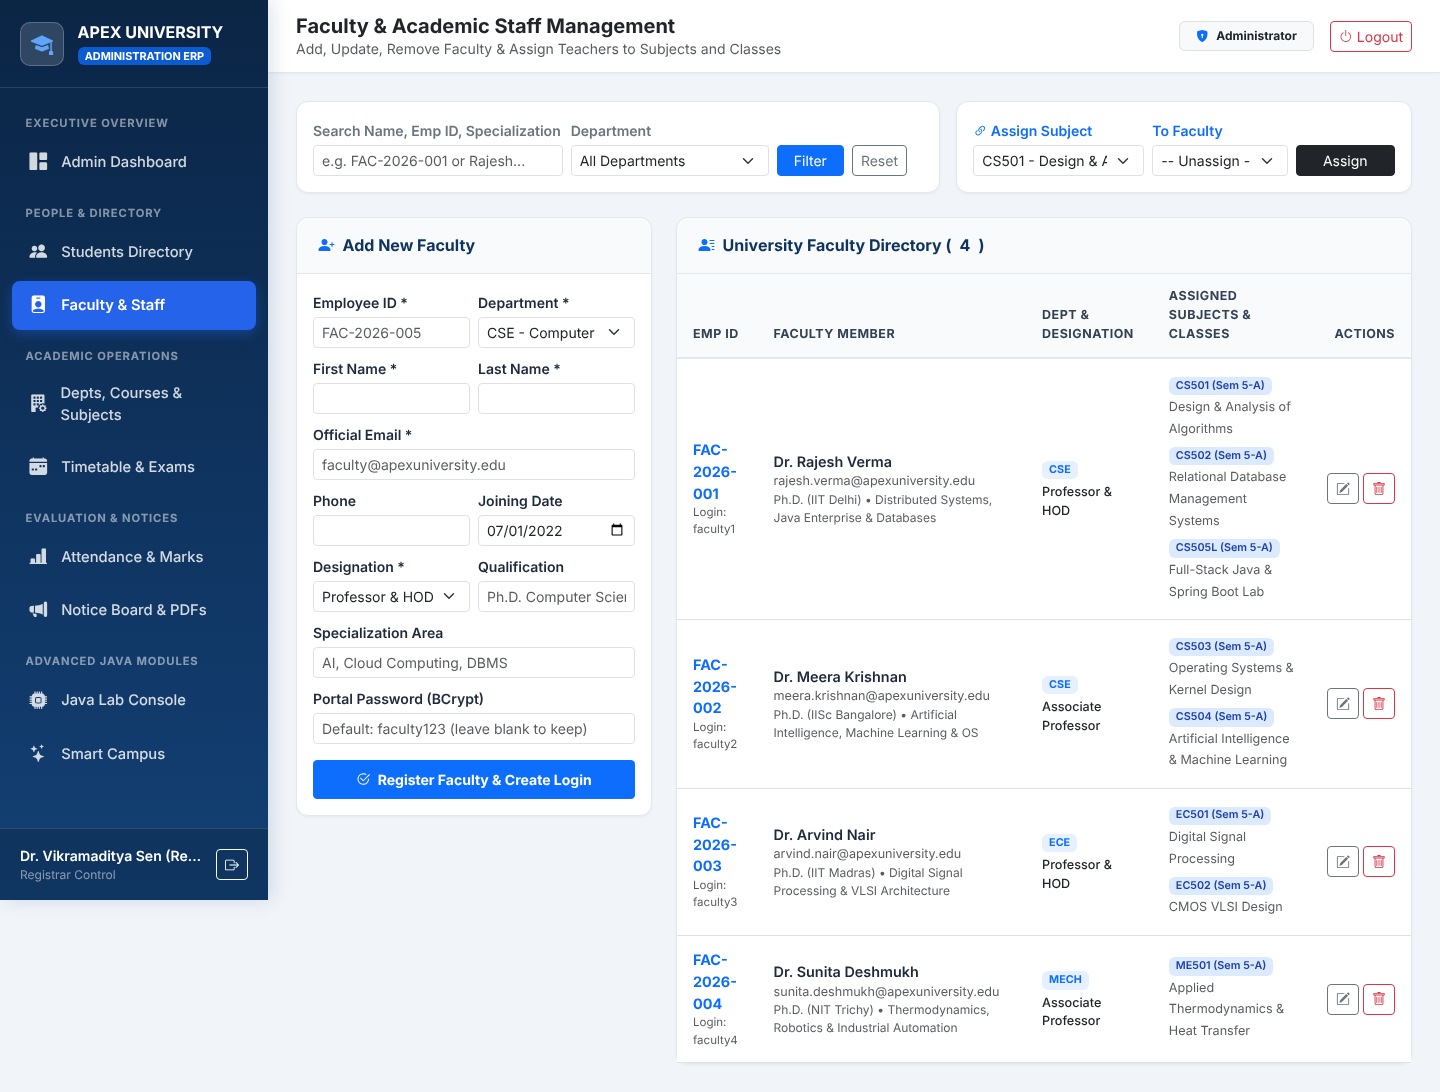 APEX UNIVERSITY
ADMINISTRATION ERP
EXECUTIVE OVERVIEW
Admin Dashboard
PEOPLE & DIRECTORY
Students Directory
Faculty & Staff
ACADEMIC OPERATIONS
Depts, Courses &
Subjects
Timetable & Exams
EVALUATION & NOTICES
Attendance & Marks
Notice Board & PDFs
ADVANCED JAVA MODULES
Java Lab Console
Smart Campus
Dr. Vikramaditya Sen (Re...
Registrar Control
Faculty & Academic Staff Management
Add, Update, Remove Faculty & Assign Teachers to Subjects and Classes
Administrator
Logout
Search Name, Emp ID, Specialization
Department
e.g. FAC-2026-001 or Rajesh...
All Departments
Filter
Reset
Assign Subject
To Faculty
CS501 - Design & A
-- Unassign -
Assign
Add New Faculty
Employee ID *
Department *
FAC-2026-005
CSE - Computer
First Name *
Last Name *
Official Email *
faculty@apexuniversity.edu
Phone
Joining Date
07/01/2022
Designation *
Qualification
Professor & HOD
Ph.D. Computer Scien
Specialization Area
AI, Cloud Computing, DBMS
Portal Password (BCrypt)
Default: faculty123 (leave blank to keep)
Register Faculty & Create Login
University Faculty Directory ( 4 )
EMP ID
FACULTY MEMBER
DEPT &
DESIGNATION
ASSIGNED
SUBJECTS &
CLASSES
ACTIONS
FAC-
2026-
001
Login:
faculty1
Dr. Rajesh Verma
rajesh.verma@apexuniversity.edu
Ph.D. (IIT Delhi) • Distributed Systems,
Java Enterprise & Databases
CSE
Professor &
HOD
CS501 (Sem 5-A)
Design & Analysis of
Algorithms
CS502 (Sem 5-A)
Relational Database
Management
Systems
CS505L (Sem 5-A)
Full-Stack Java &
Spring Boot Lab
FAC-
2026-
002
Login:
faculty2
Dr. Meera Krishnan
meera.krishnan@apexuniversity.edu
Ph.D. (IISc Bangalore) • Artificial
Intelligence, Machine Learning & OS
CSE
Associate
Professor
CS503 (Sem 5-A)
Operating Systems &
Kernel Design
CS504 (Sem 5-A)
Artificial Intelligence
& Machine Learning
FAC-
2026-
003
Login:
faculty3
Dr. Arvind Nair
arvind.nair@apexuniversity.edu
Ph.D. (IIT Madras) • Digital Signal
Processing & VLSI Architecture
ECE
Professor &
HOD
EC501 (Sem 5-A)
Digital Signal
Processing
EC502 (Sem 5-A)
CMOS VLSI Design
FAC-
2026-
004
Login:
faculty4
Dr. Sunita Deshmukh
sunita.deshmukh@apexuniversity.edu
Ph.D. (NIT Trichy) • Thermodynamics,
Robotics & Industrial Automation
MECH
Associate
Professor
ME501 (Sem 5-A)
Applied
Thermodynamics &
Heat Transfer